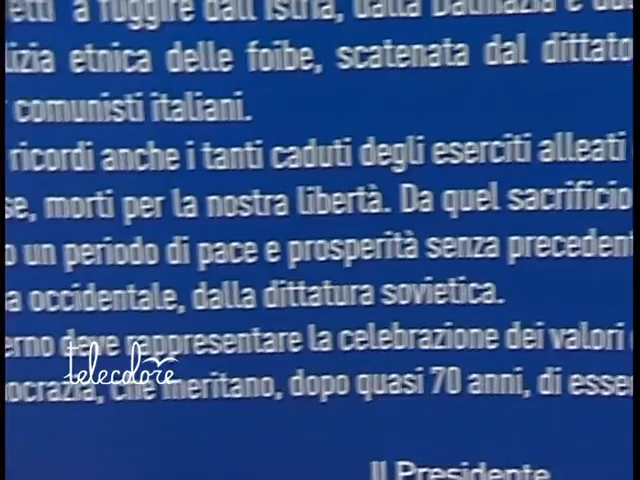 etti a fuggire dall'Istria, dalla Dalmazia e
lizia etnica delle foibe, scatenata dal dittato
comunisti italiani.
ricordi anche i tanti caduti degli eserciti alleati
se, morti per la nostra libertà. Da quel sacrificio
o un periodo di pace e prosperità senza precedent
a occidentale, dalla dittatura sovietica.
erno deve rappresentare la celebrazione dei valori
telecolore
ocrazia, che meritano, dopo quasi 70 anni, di esser
Il Presidente